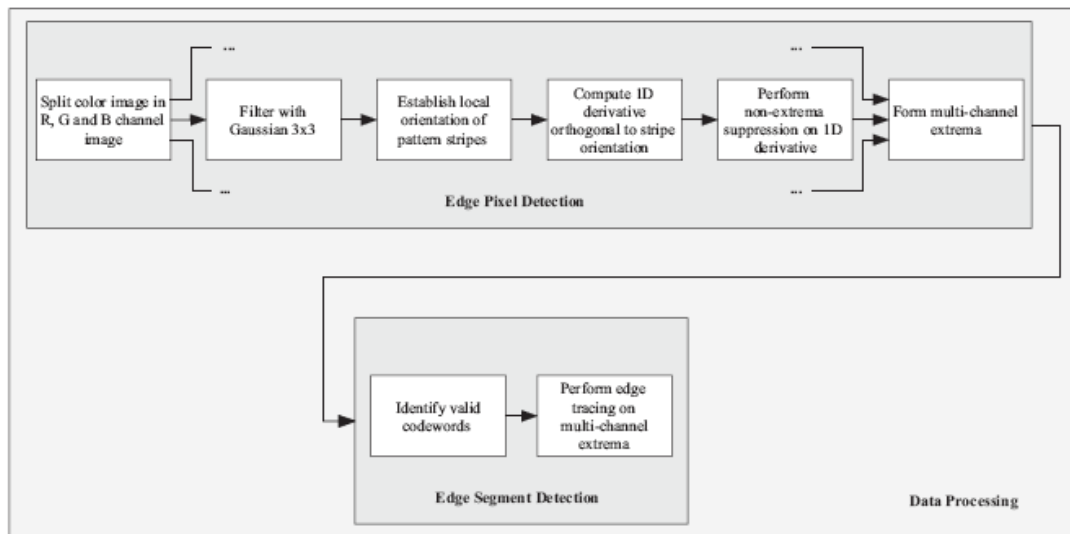 ...
...
Split color image in
R, G and B channel
image
Filter with
Gaussian 3x3
Establish local
orientation of
pattern stripes
Compute 1D
derivative
orthogonal to stripe
orientation
Perform
non-extrema
suppression on 1D
derivative
Form multi-channel
extrema
...
...
Edge Pixel Detection
Identify valid
codewords
Perform edge
tracing on
multi-channel
extrema
Edge Segment Detection
Data Processing